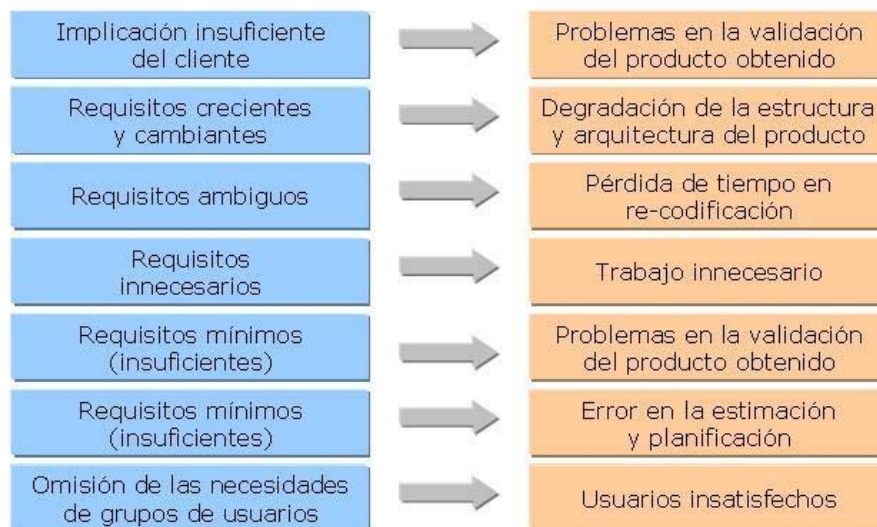 Implicación insuficiente
del cliente
Problemas en la validación
del producto obtenido
Requisitos crecientes
y cambiantes
Degradación de la estructura
y arquitectura del producto
Requisitos ambiguos
Pérdida de tiempo en
re-codificación
Requisitos
innecesarios
Trabajo innecesario
Requisitos mínimos
(insuficientes)
Problemas en la validación
del producto obtenido
Requisitos mínimos
(insuficientes)
Error en la estimación
y planificación
Omisión de las necesidades
de grupos de usuarios
Usuarios insatisfechos